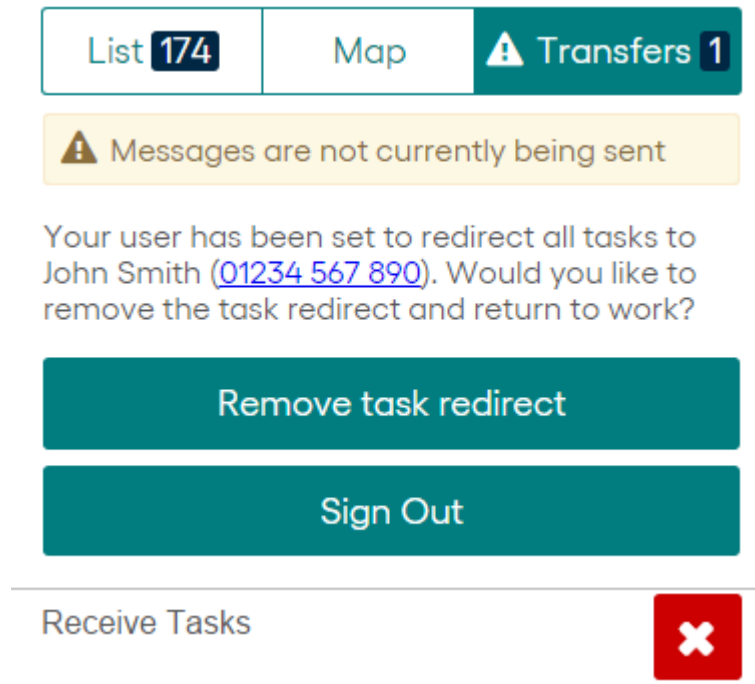 List 174 Map Transfers 1
Messages are not currently being sent
Your user has been set to redirect all tasks to
John Smith (01234 567 890). Would you like to
remove the task redirect and return to work?
Remove task redirect
Sign Out
Receive Tasks